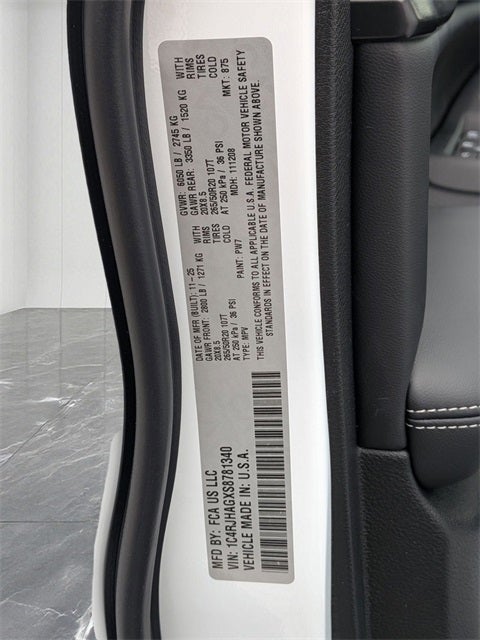 MFD BY: FCA US LLC
VIN: 1C4RJHAGXS8781340
VEHICLE MADE IN: U.S.A.
DATE OF MFR (BUILT): 11-25
GAWR FRONT: 2800 LB / 1271 KG WITH
20X8.5 RIMS
265/50R20 107T TIRES
AT 250 kPa / 36 PSI COLD
TYPE: MPV PAINT: PW7
GVWR: 6050 LB / 2745 KG
GAWR REAR: 3350 LB / 1520 KG WITH
20X8.5 RIMS
265/50R20 107T TIRES
AT 250 kPa / 36 PSI COLD
MDH: 111208 MKT: 875
THIS VEHICLE CONFORMS TO ALL APPLICABLE U.S.A. FEDERAL MOTOR VEHICLE SAFETY
STANDARDS IN EFFECT ON THE DATE OF MANUFACTURE SHOWN ABOVE.